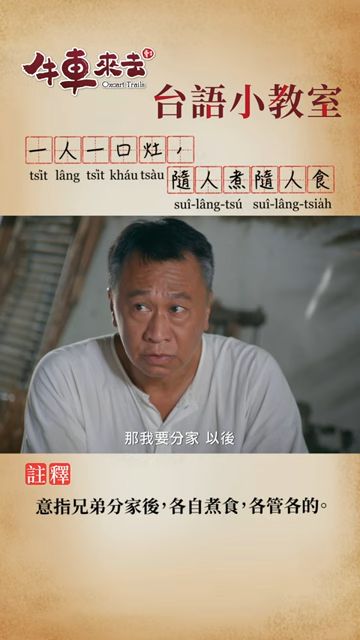 牛車來去
Oxcart Trails
台語小教室
一人一口灶，
tsi̍t lâng tsi̍t kháu tsàu
隨人煮隨人食
suî-lâng-tsú suî-lâng-tsia̍h
那我要分家 以後
註釋
意指兄弟分家後，各自煮食，各管各的。